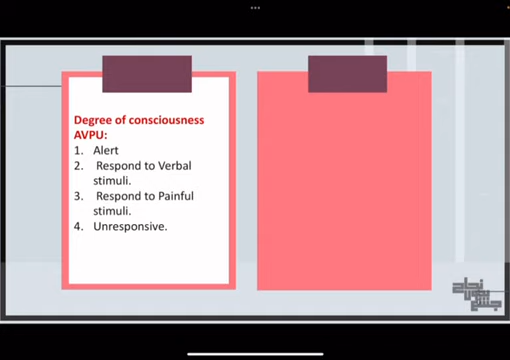 Degree of consciousness
AVPU:
1. Alert
2. Respond to Verbal
stimuli.
3. Respond to Painful
stimuli.
4. Unresponsive.